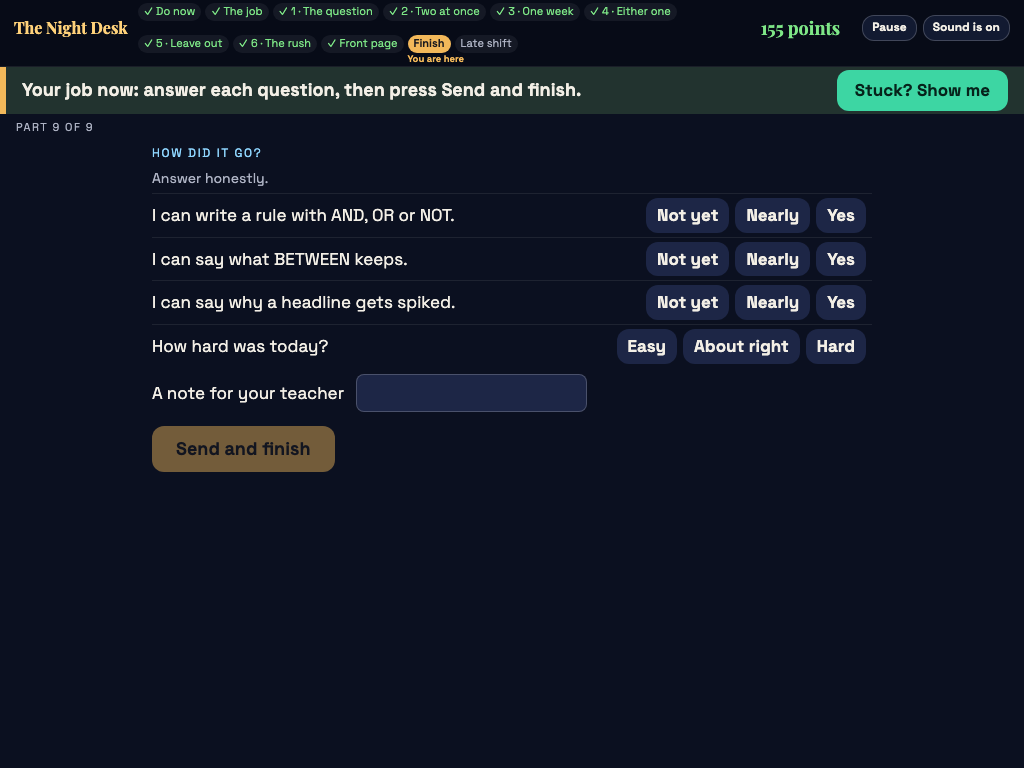 The Night Desk
✓ Do now ✓ The job ✓ 1 · The question ✓ 2 · Two at once ✓ 3 · One week ✓ 4 · Either one
✓ 5 · Leave out ✓ 6 · The rush ✓ Front page Finish Late shift
You are here
155 points
Pause
Sound is on
Your job now: answer each question, then press Send and finish.
Stuck? Show me
PART 9 OF 9
HOW DID IT GO?
Answer honestly.
I can write a rule with AND, OR or NOT. Not yet Nearly Yes
I can say what BETWEEN keeps. Not yet Nearly Yes
I can say why a headline gets spiked. Not yet Nearly Yes
How hard was today? Easy About right Hard
A note for your teacher
Send and finish